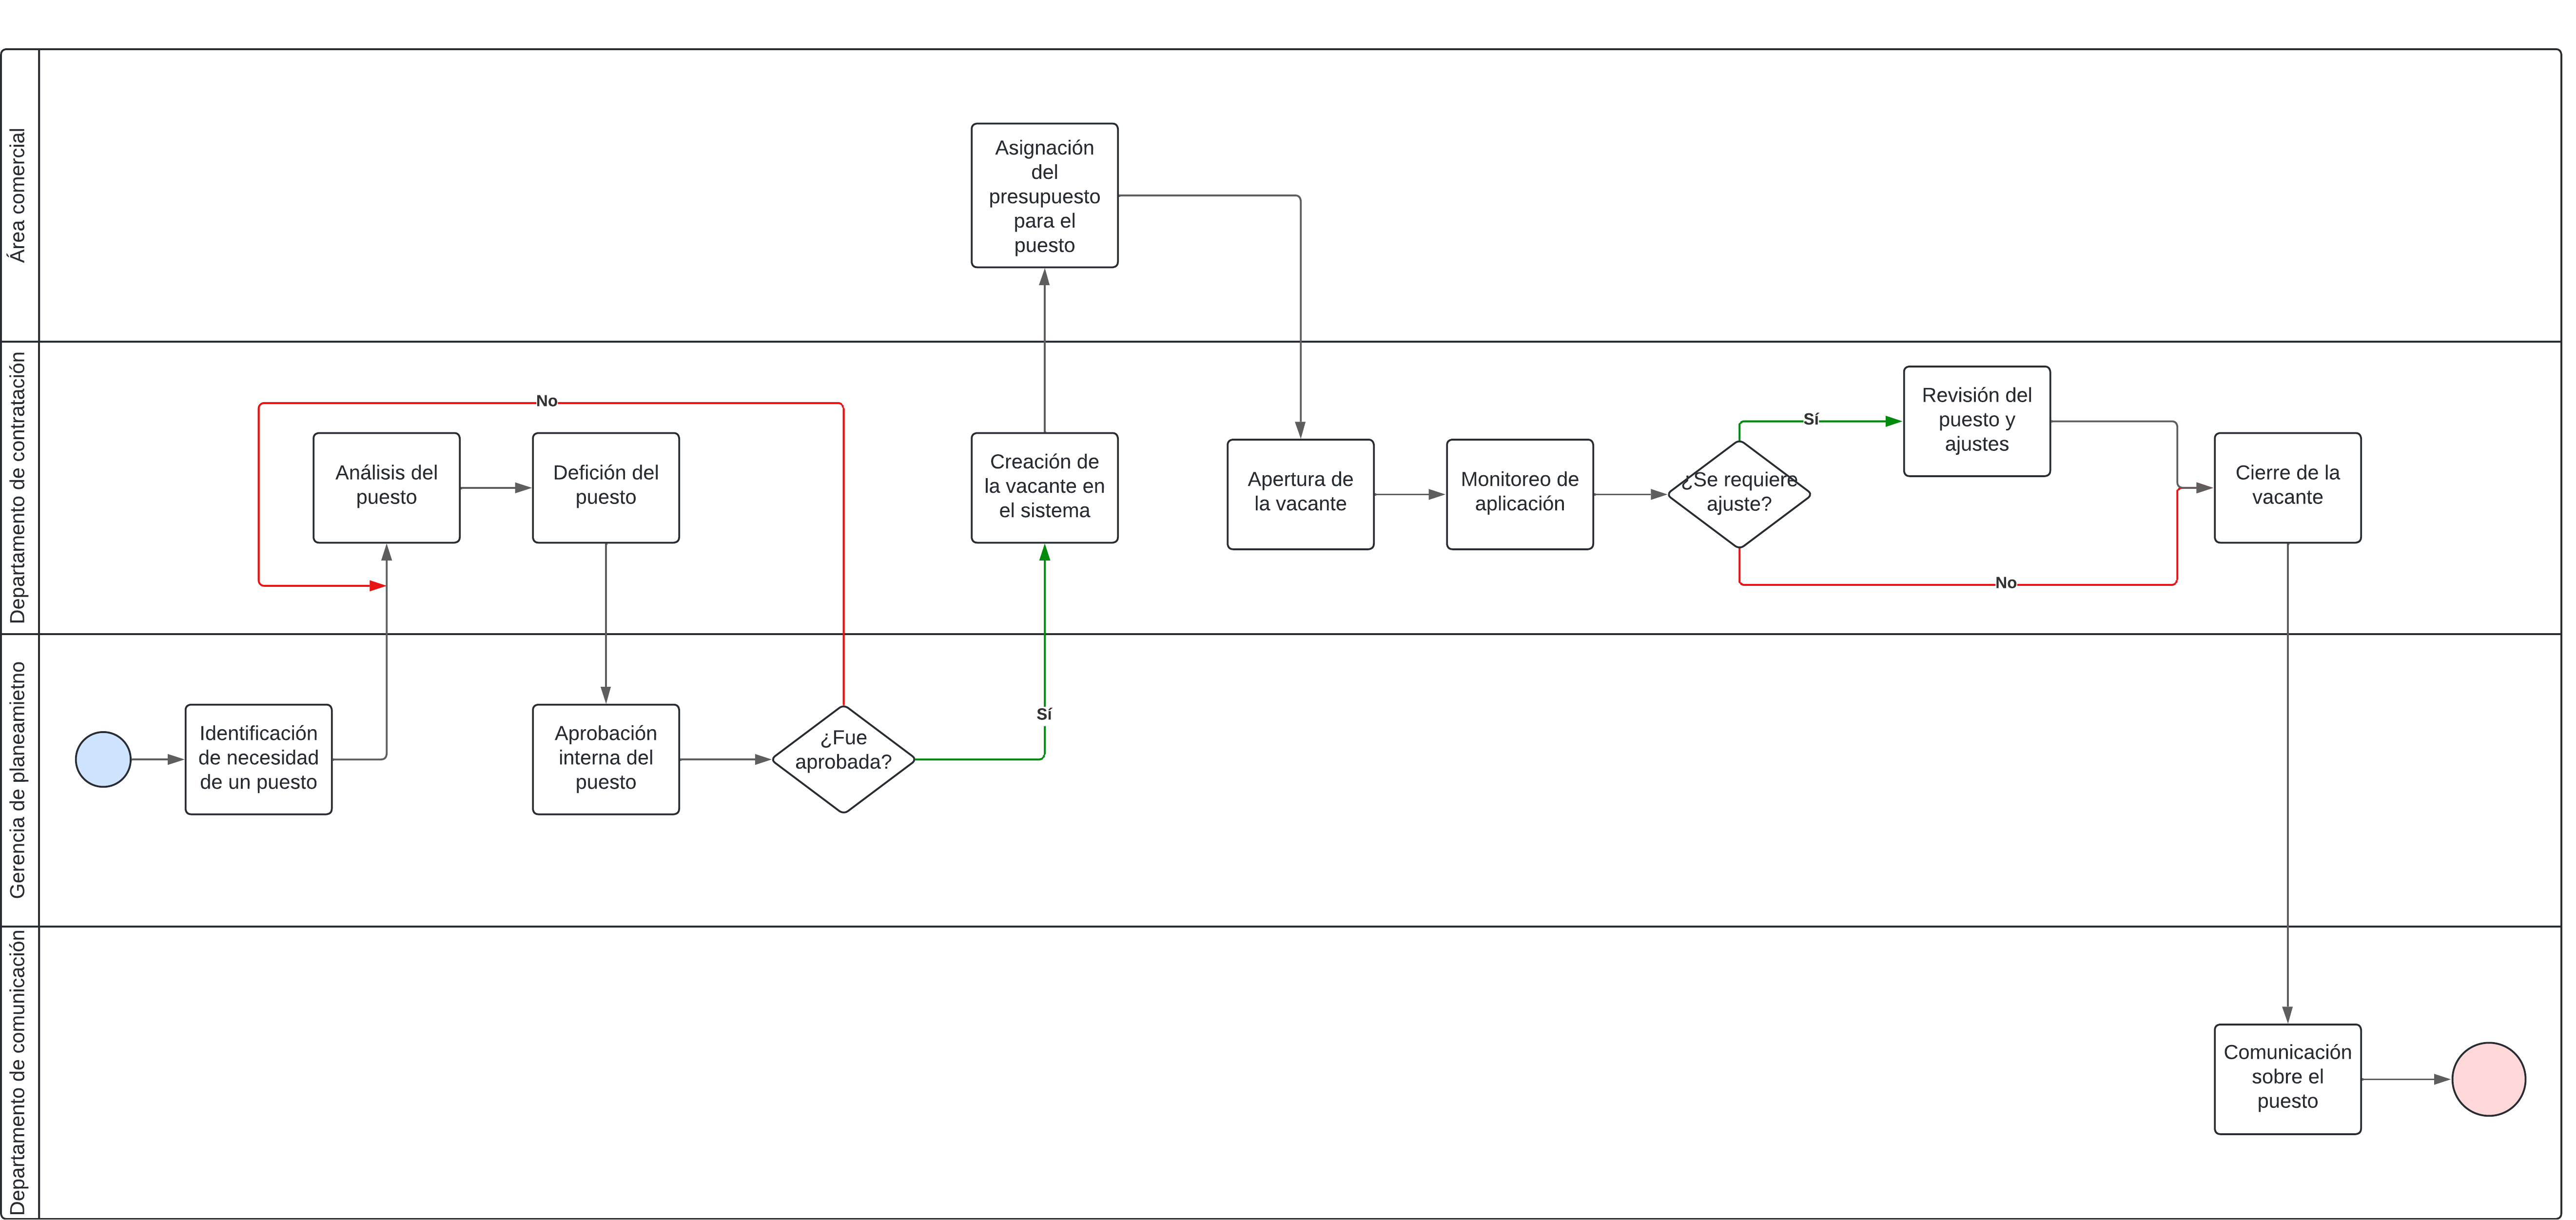 Área comercial
Asignación
del
presupuesto
para el
puesto
Departamento de contratación
No
Análisis del
puesto
Defición del
puesto
Creación de
la vacante en
el sistema
Apertura de
la vacante
Monitoreo de
aplicación
¿Se requiere
ajuste?
Sí
Revisión del
puesto y
ajustes
No
Cierre de la
vacante
Gerencia de planeamietno
Identificación
de necesidad
de un puesto
Aprobación
interna del
puesto
¿Fue
aprobada?
Sí
Departamento de comunicación
Comunicación
sobre el
puesto